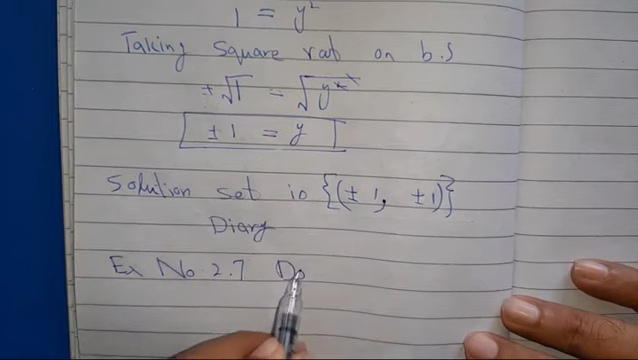 1 = y²
Taking square root on b.s
±√1 = √y²
±1 = y
Solution set is {(±1, ±1)}
Diary
Ex No 2.7 Do